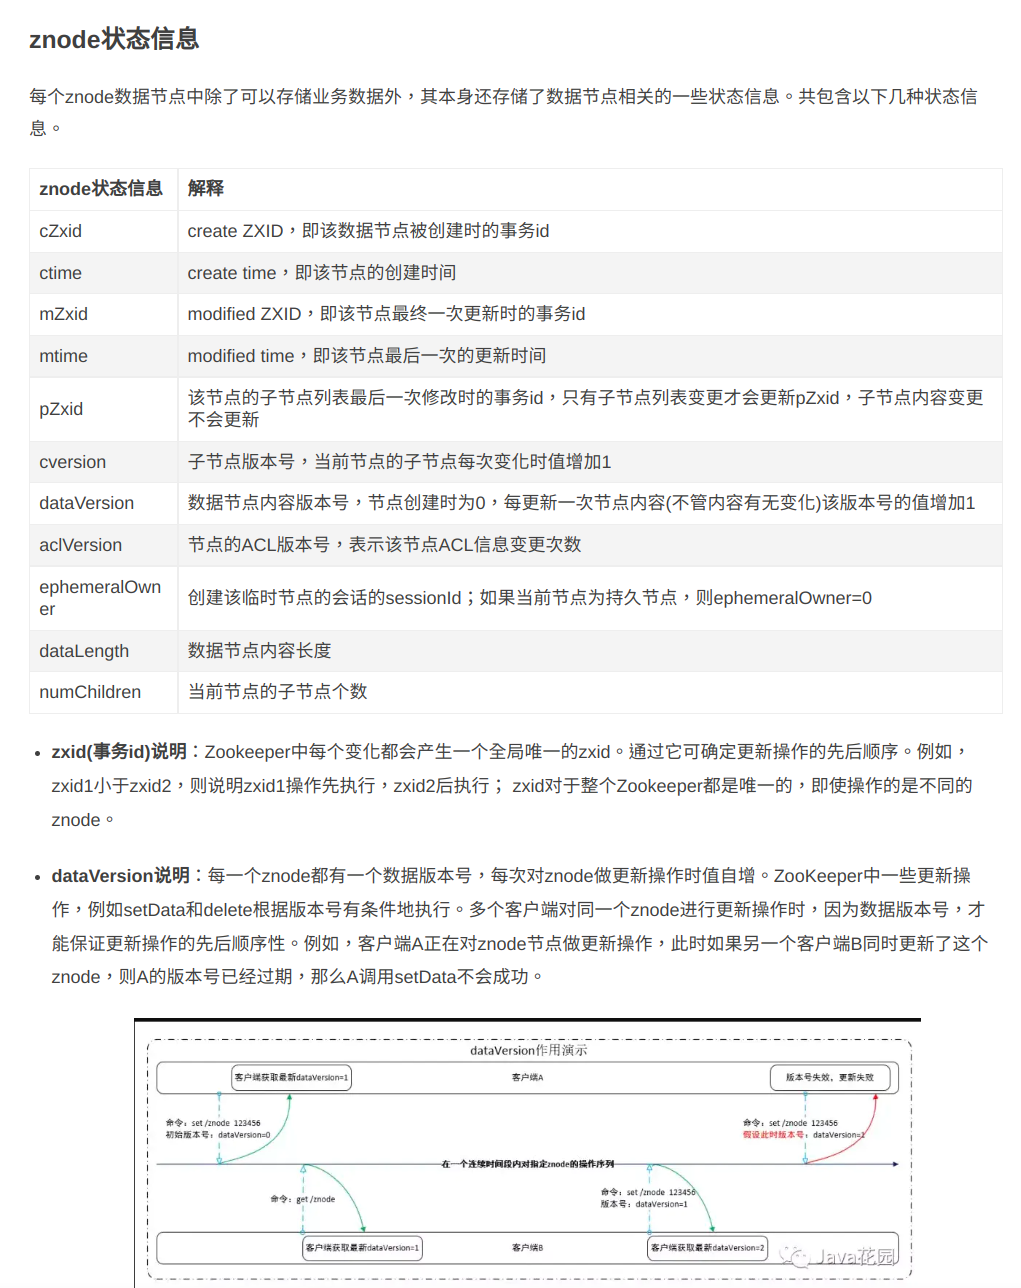 znode状态信息
每个znode数据节点中除了可以存储业务数据外，其本身还存储了数据节点相关的一些状态信息。共包含以下几种状态信
息。
znode状态信息 解释
cZxid create ZXID，即该数据节点被创建时的事务id
ctime create time，即该节点的创建时间
mZxid modified ZXID，即该节点最终一次更新时的事务id
mtime modified time，即该节点最后一次的更新时间
pZxid 该节点的子节点列表最后一次修改时的事务id，只有子节点列表变更才会更新pZxid，子节点内容变更
不会更新
cversion 子节点版本号，当前节点的子节点每次变化时值增加1
dataVersion 数据节点内容版本号，节点创建时为0，每更新一次节点内容(不管内容有无变化)该版本号的值增加1
aclVersion 节点的ACL版本号，表示该节点ACL信息变更次数
ephemeralOwn
er 创建该临时节点的会话的sessionId；如果当前节点为持久节点，则ephemeralOwner=0
dataLength 数据节点内容长度
numChildren 当前节点的子节点个数
zxid(事务id)说明：Zookeeper中每个变化都会产生一个全局唯一的zxid。通过它可确定更新操作的先后顺序。例如，
zxid1小于zxid2，则说明zxid1操作先执行，zxid2后执行； zxid对于整个Zookeeper都是唯一的，即使操作的是不同的
znode。
dataVersion说明：每一个znode都有一个数据版本号，每次对znode做更新操作时值自增。ZooKeeper中一些更新操
作，例如setData和delete根据版本号有条件地执行。多个客户端对同一个znode进行更新操作时，因为数据版本号，才
能保证更新操作的先后顺序性。例如，客户端A正在对znode节点做更新操作，此时如果另一个客户端B同时更新了这个
znode，则A的版本号已经过期，那么A调用setData不会成功。
dataVersion作用演示
客户端获取最新dataVersion=1 客户端A 版本号失效，更新失败
命令：set /znode 123456
初始版本号：dataVersion=0
命令：set /znode 123456
假设此时版本号：dataVersion=1
在一个连续时间段内对指定znode的操作序列
命令：get /znode
命令：set /znode 123456
版本号：dataVersion=1
客户端获取最新dataVersion=1 客户端B 客户端获取最新dataVersion=2
Java花园